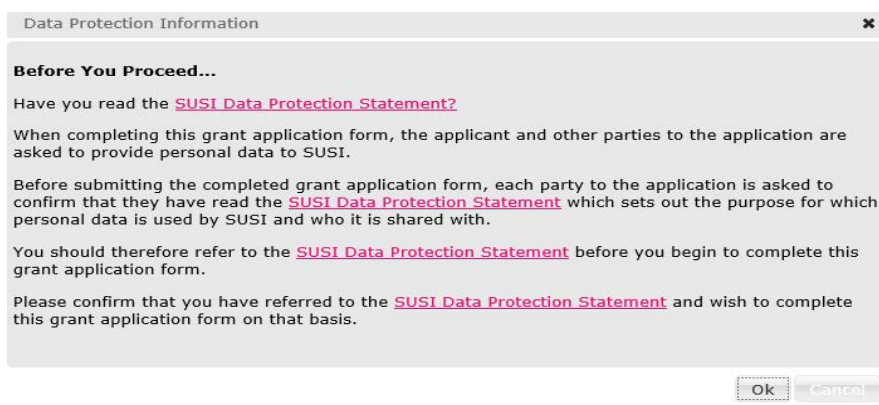 Data Protection Information
Before You Proceed...
Have you read the SUSI Data Protection Statement?
When completing this grant application form, the applicant and other parties to the application are
asked to provide personal data to SUSI.
Before submitting the completed grant application form, each party to the application is asked to
confirm that they have read the SUSI Data Protection Statement which sets out the purpose for which
personal data is used by SUSI and who it is shared with.
You should therefore refer to the SUSI Data Protection Statement before you begin to complete this
grant application form.
Please confirm that you have referred to the SUSI Data Protection Statement and wish to complete
this grant application form on that basis.
Ok Cancel